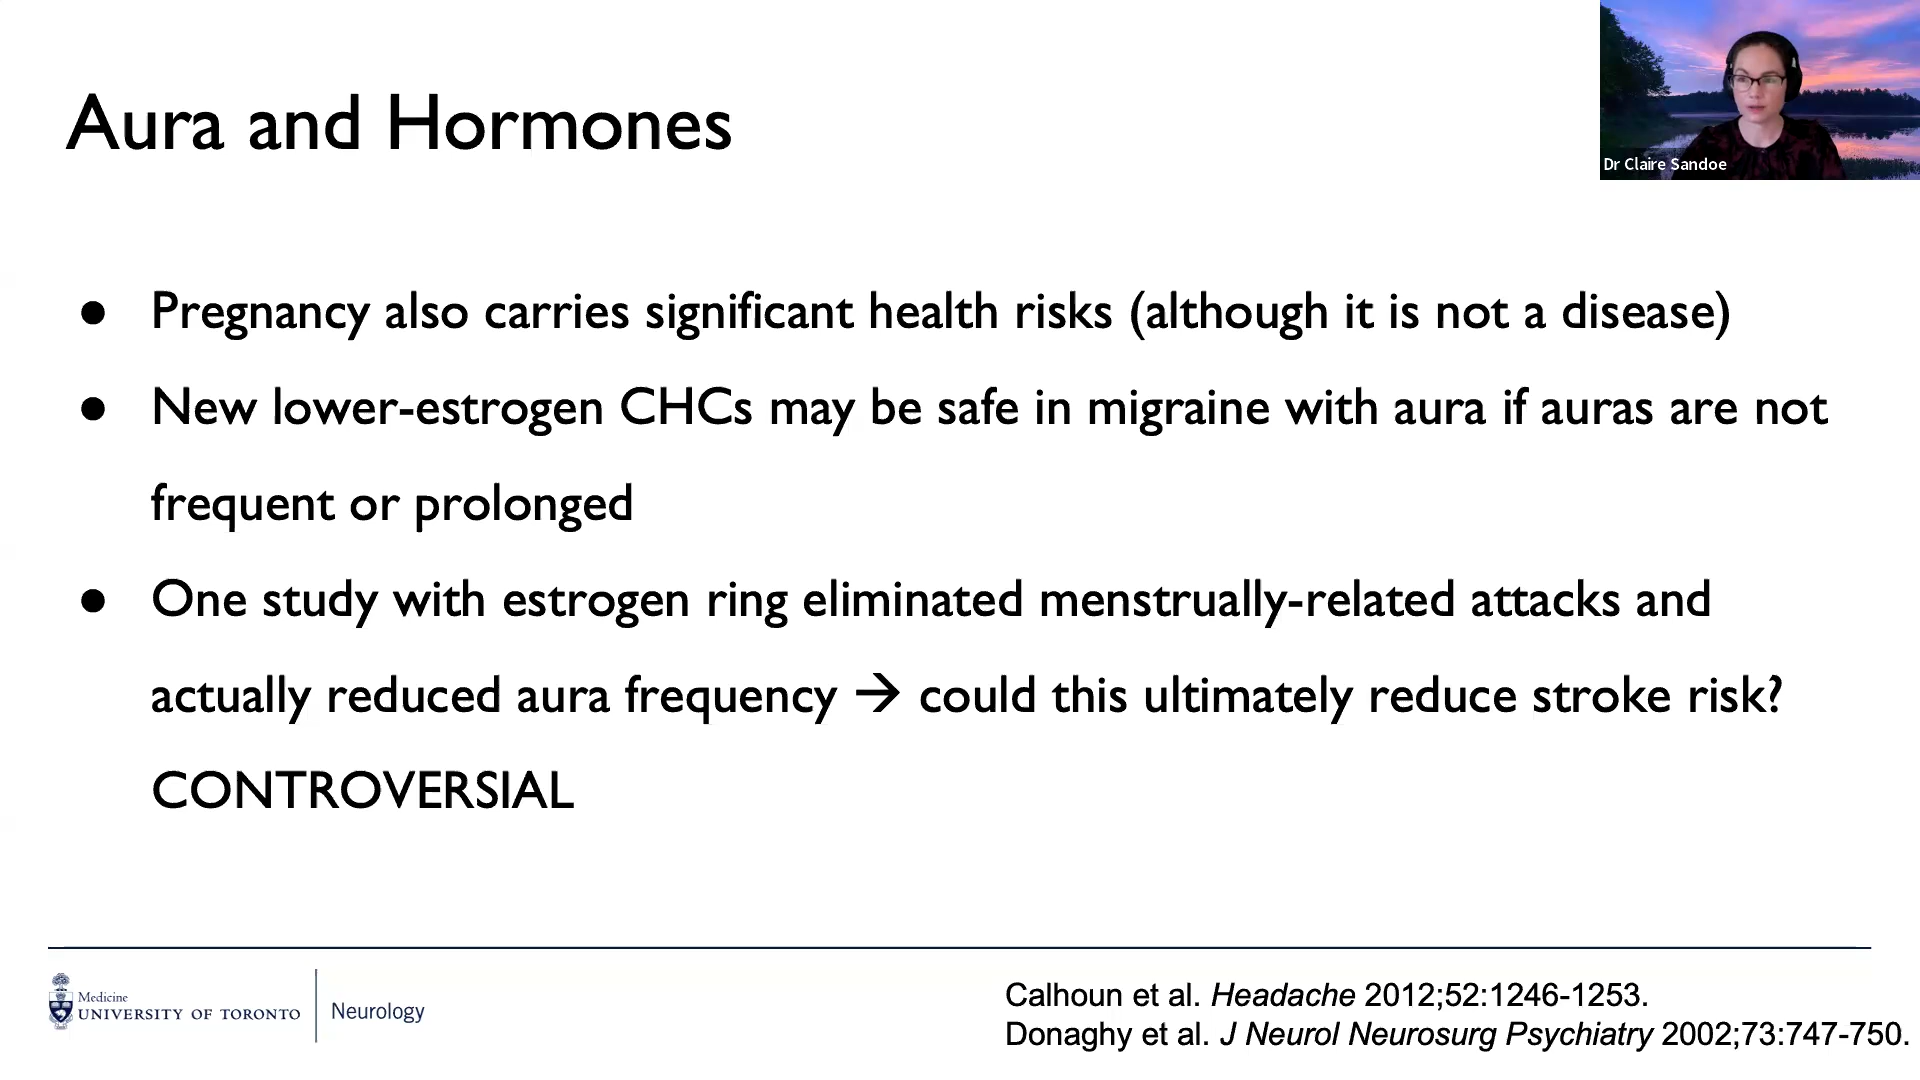 Aura and Hormones
Dr Claire Sandoe
● Pregnancy also carries significant health risks (although it is not a disease)
● New lower-estrogen CHCs may be safe in migraine with aura if auras are not
frequent or prolonged
● One study with estrogen ring eliminated menstrually-related attacks and
actually reduced aura frequency → could this ultimately reduce stroke risk?
CONTROVERSIAL
Medicine
UNIVERSITY OF TORONTO
Neurology
Calhoun et al. Headache 2012;52:1246-1253.
Donaghy et al. J Neurol Neurosurg Psychiatry 2002;73:747-750.